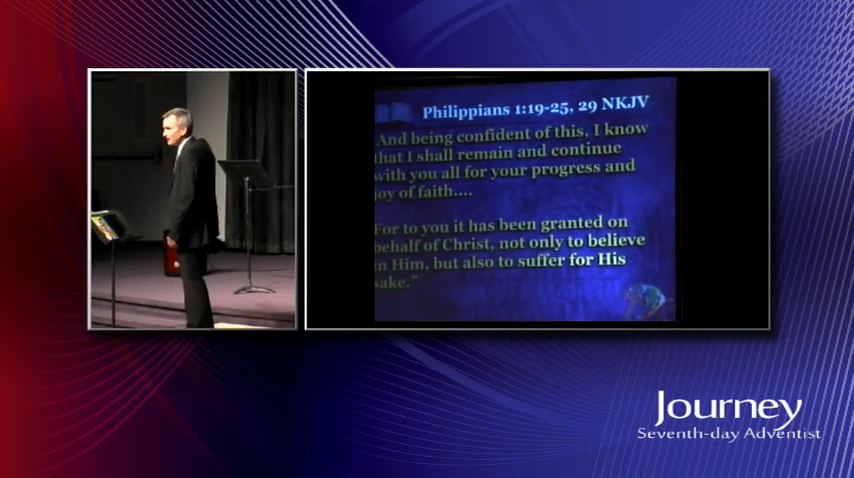 Philippians 1:19-25, 29 NKJV
And being confident of this, I know
that I shall remain and continue
with you all for your progress and
joy of faith....
For to you it has been granted on
behalf of Christ, not only to believe
in Him, but also to suffer for His
sake."
Journey
Seventh-day Adventist